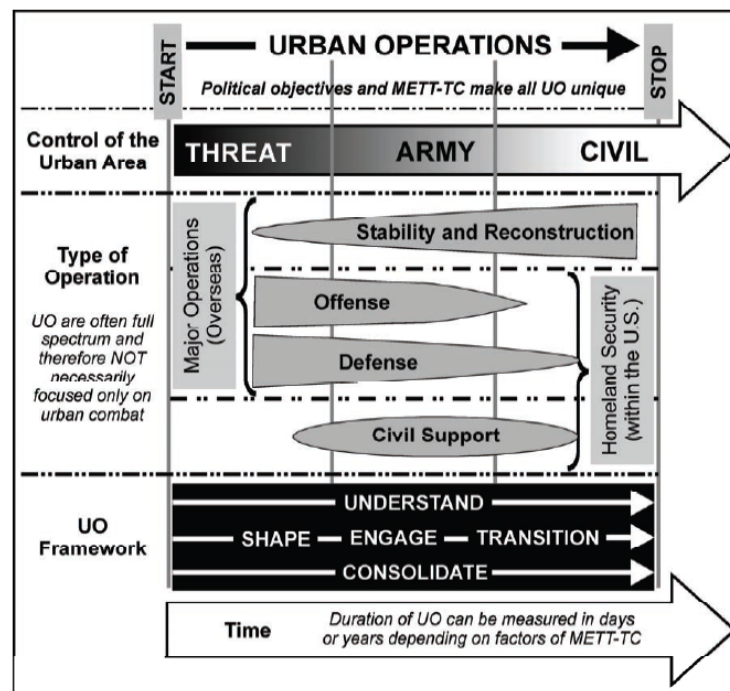 URBAN OPERATIONS
START
STOP
Political objectives and METT-TC make all UO unique
Control of the
Urban Area
THREAT
ARMY
CIVIL
Type of
Operation
UO are often full
spectrum and
therefore NOT
necessarily
focused only on
urban combat
Major Operations
(Overseas)
Stability and Reconstruction
Offense
Defense
Civil Support
Homeland Security
(within the U.S.)
UO
Framework
UNDERSTAND
SHAPE
ENGAGE
TRANSITION
CONSOLIDATE
Time
Duration of UO can be measured in days
or years depending on factors of METT-TC